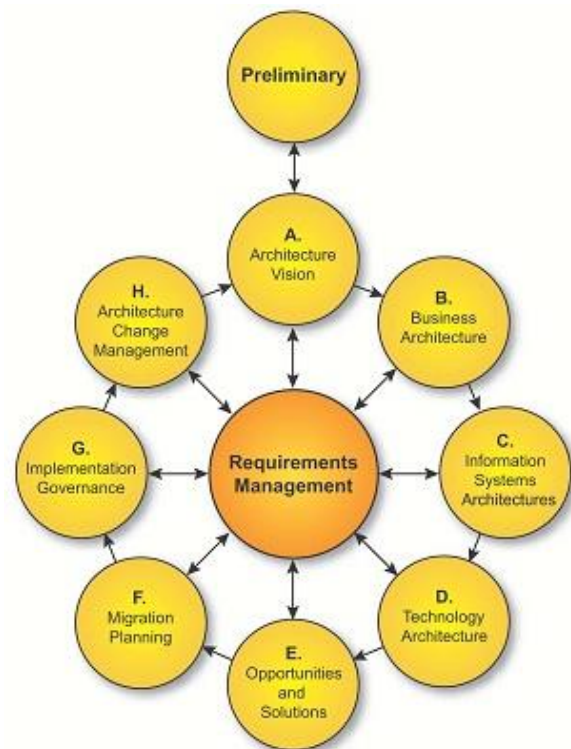 Preliminary
A.
Architecture
Vision
B.
Business
Architecture
C.
Information
Systems
Architectures
D.
Technology
Architecture
E.
Opportunities
and
Solutions
F.
Migration
Planning
G.
Implementation
Governance
H.
Architecture
Change
Management
Requirements
Management